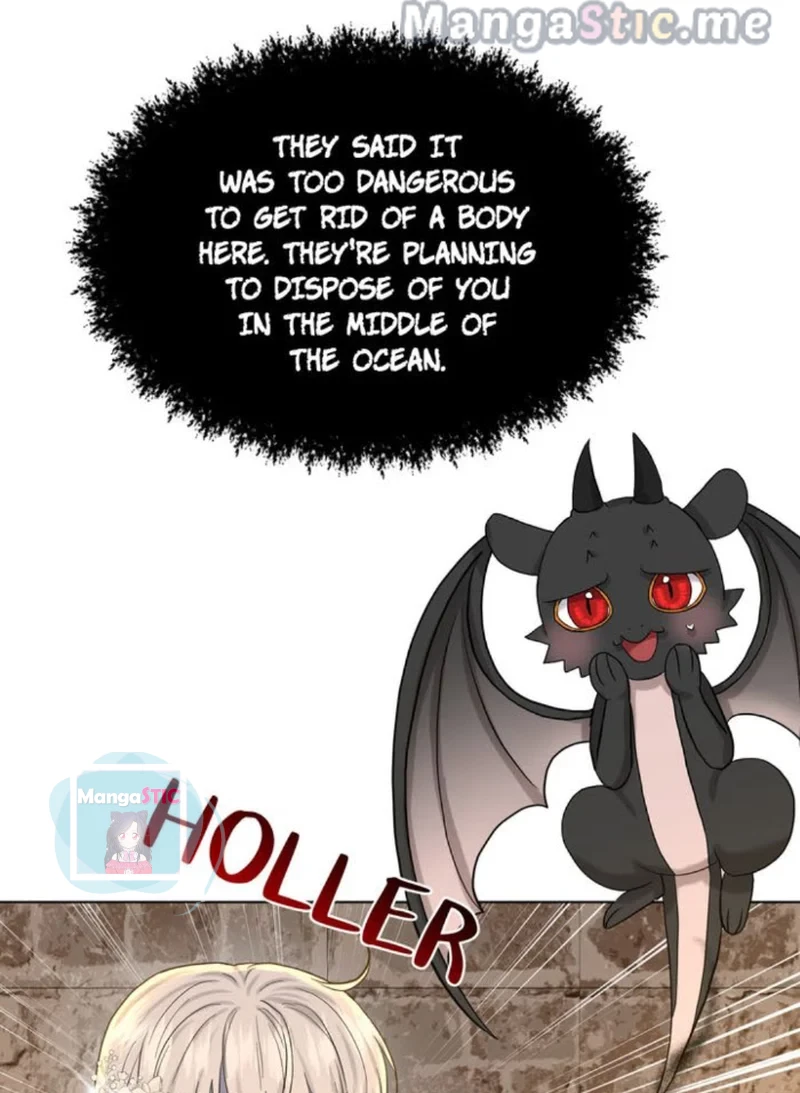 MangaStic.me
THEY SAID IT
WAS TOO DANGEROUS
TO GET RID OF A BODY
HERE. THEY'RE PLANNING
TO DISPOSE OF YOU
IN THE MIDDLE OF
THE OCEAN.
MangaSTIC
HOLLER